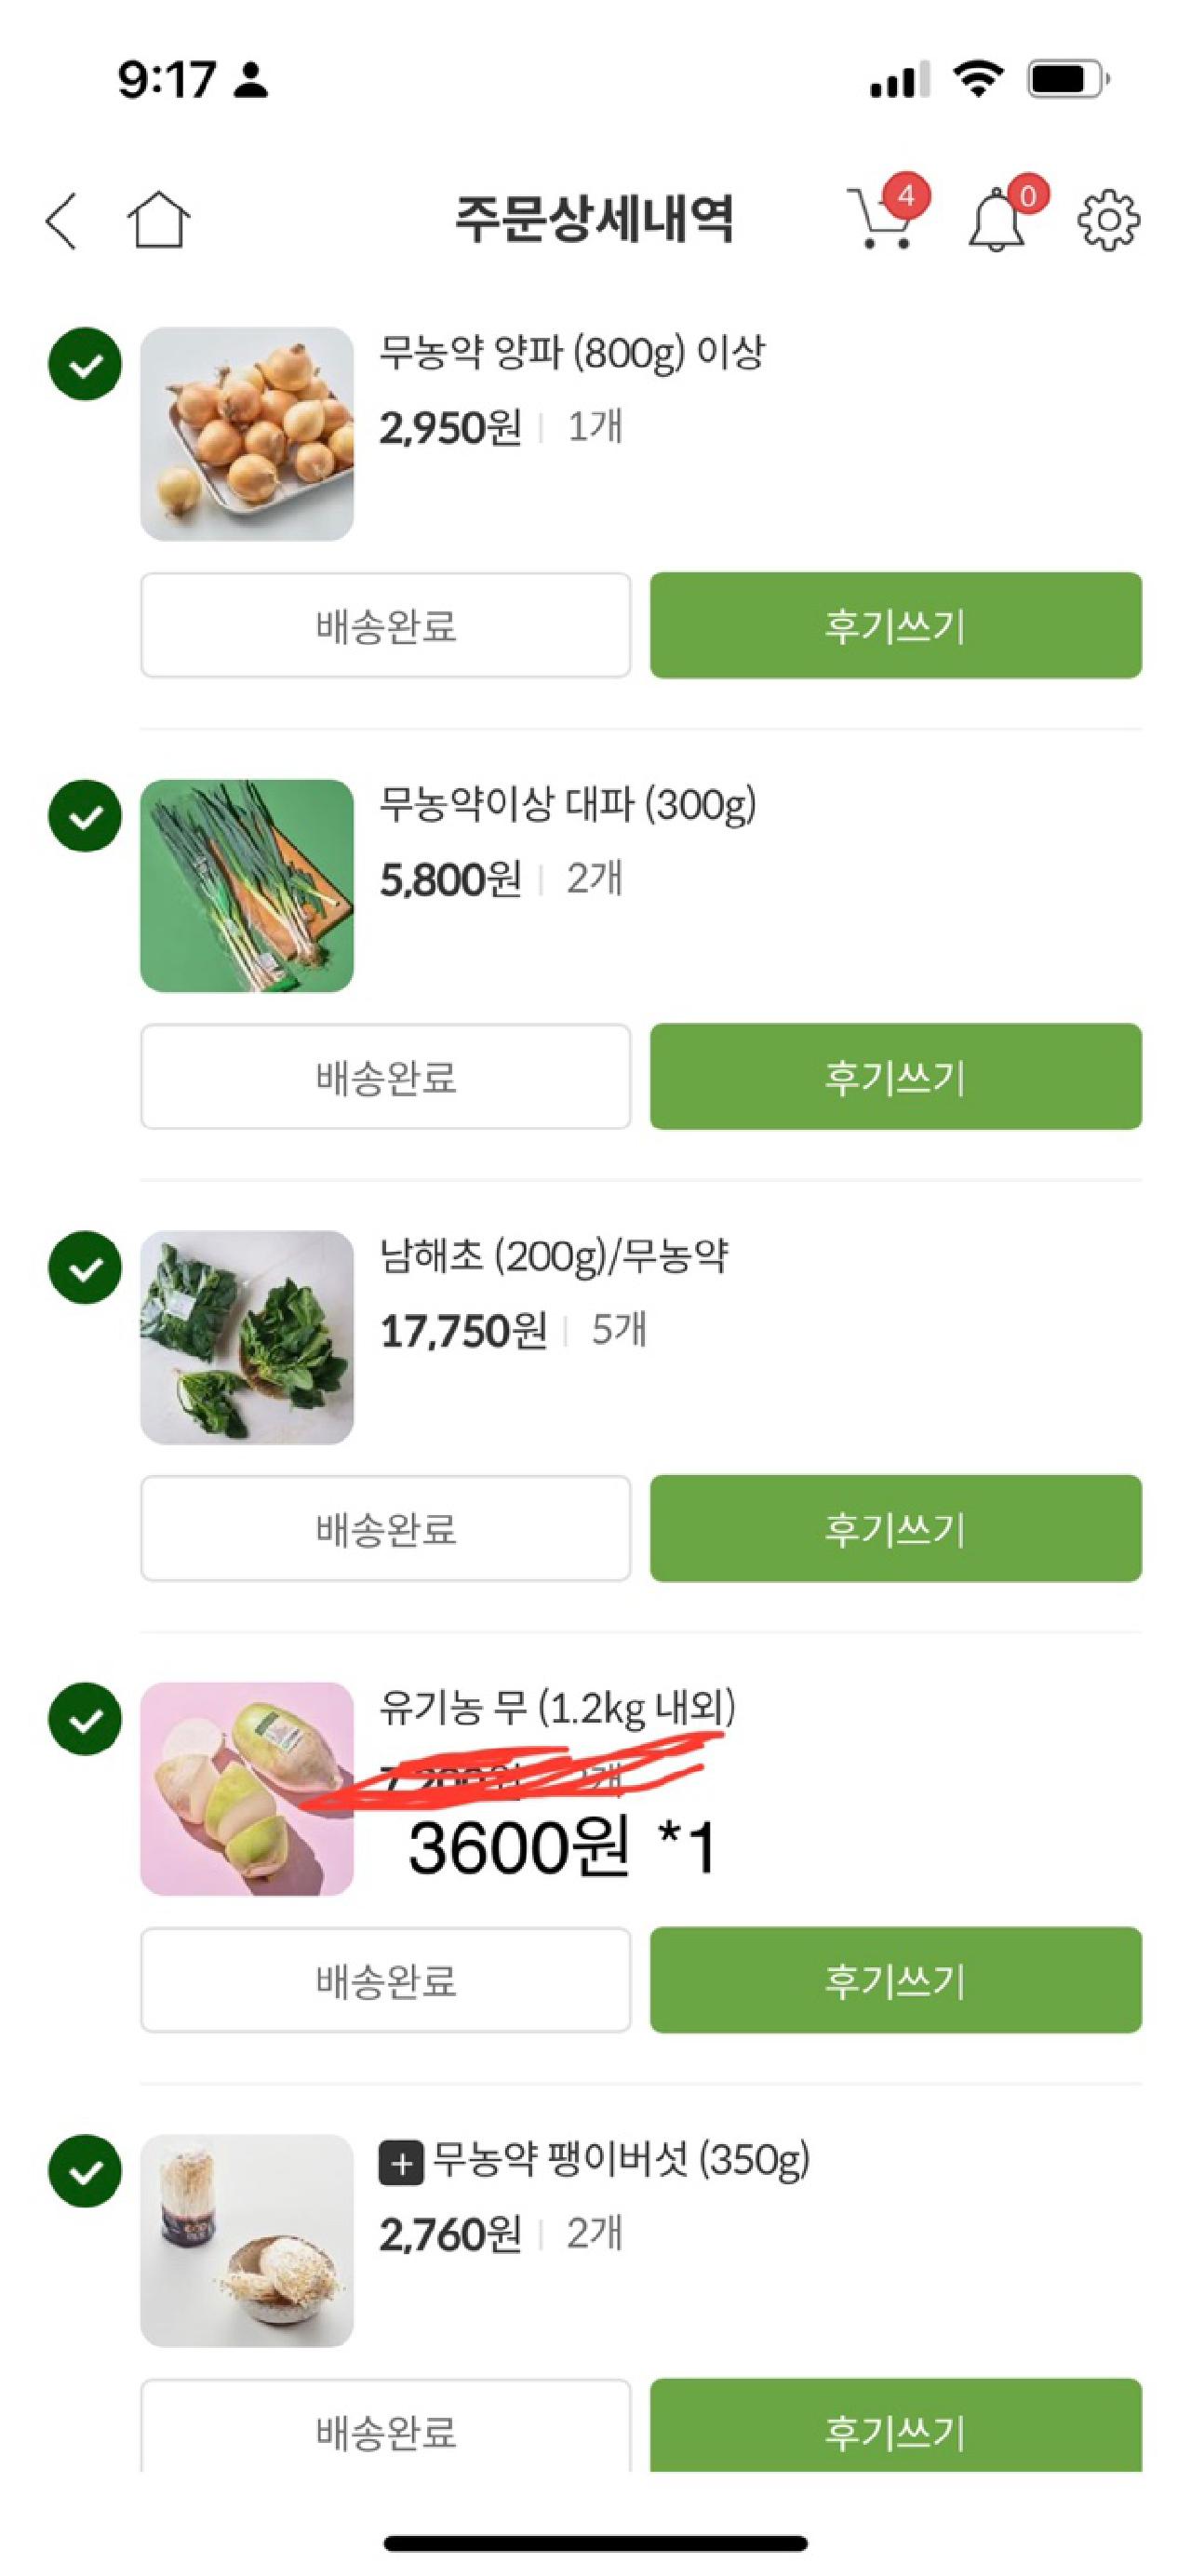 9:17
주문상세내역
4
0
무농약 양파 (800g) 이상
2,950원 1개
배송완료 후기쓰기
무농약이상 대파 (300g)
5,800원 2개
배송완료 후기쓰기
남해초 (200g)/무농약
17,750원 5개
배송완료 후기쓰기
유기농 무 (1.2kg 내외)
3600원 *1
배송완료 후기쓰기
+ 무농약 팽이버섯 (350g)
2,760원 2개
배송완료 후기쓰기